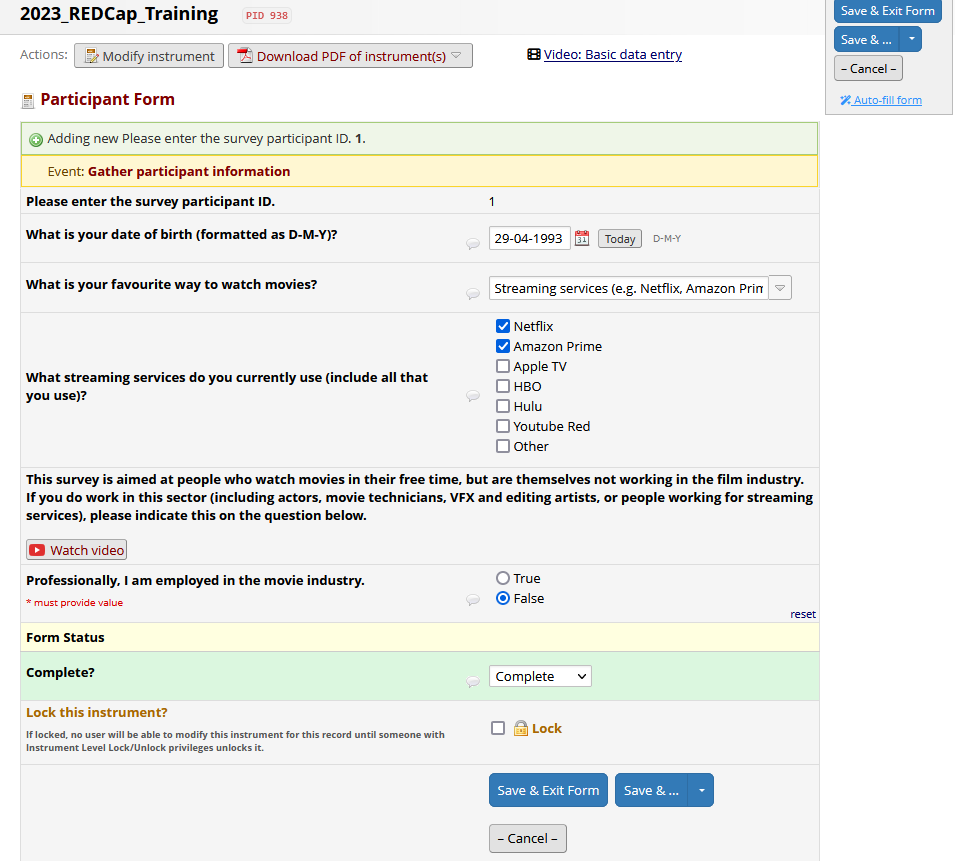 2023_REDCap_Training PID 938
Save & Exit Form
Save & ...
– Cancel –
Auto-fill form
Actions: Modify instrument Download PDF of instrument(s) Video: Basic data entry
Participant Form
Adding new Please enter the survey participant ID. 1.
Event: Gather participant information
Please enter the survey participant ID. 1
What is your date of birth (formatted as D-M-Y)? 29-04-1993 31 Today D-M-Y
What is your favourite way to watch movies? Streaming services (e.g. Netflix, Amazon Prim
What streaming services do you currently use (include all that
you use)?
Netflix
Amazon Prime
Apple TV
HBO
Hulu
Youtube Red
Other
This survey is aimed at people who watch movies in their free time, but are themselves not working in the film industry.
If you do work in this sector (including actors, movie technicians, VFX and editing artists, or people working for streaming
services), please indicate this on the question below.
Watch video
Professionally, I am employed in the movie industry.
* must provide value
True
False
reset
Form Status
Complete? Complete
Lock this instrument?
If locked, no user will be able to modify this instrument for this record until someone with
Instrument Level Lock/Unlock privileges unlocks it.
Lock
Save & Exit Form Save & ...
– Cancel –